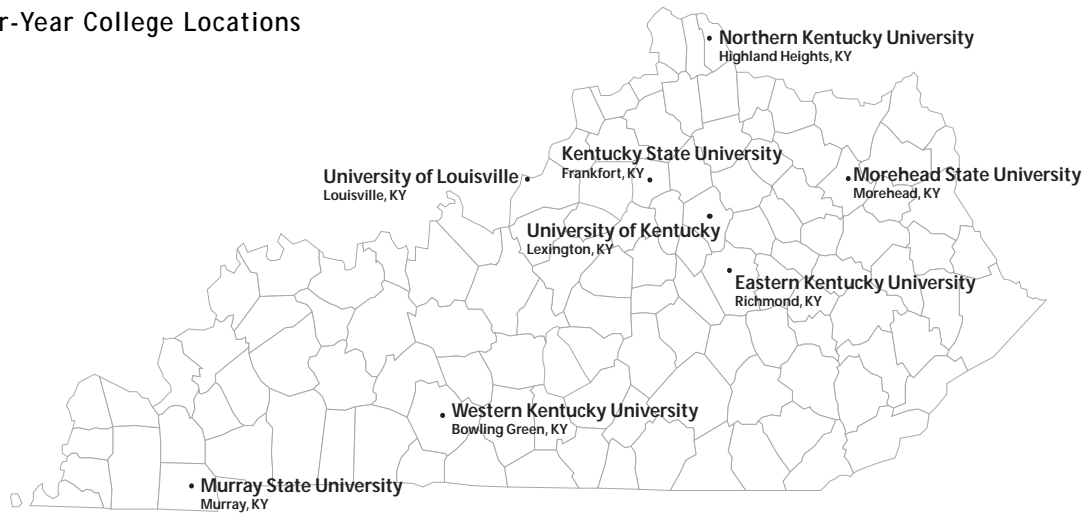 r-Year College Locations
Northern Kentucky University
Highland Heights, KY
Kentucky State University
Frankfort, KY
University of Louisville
Louisville, KY
Morehead State University
Morehead, KY
University of Kentucky
Lexington, KY
Eastern Kentucky University
Richmond, KY
Western Kentucky University
Bowling Green, KY
Murray State University
Murray, KY